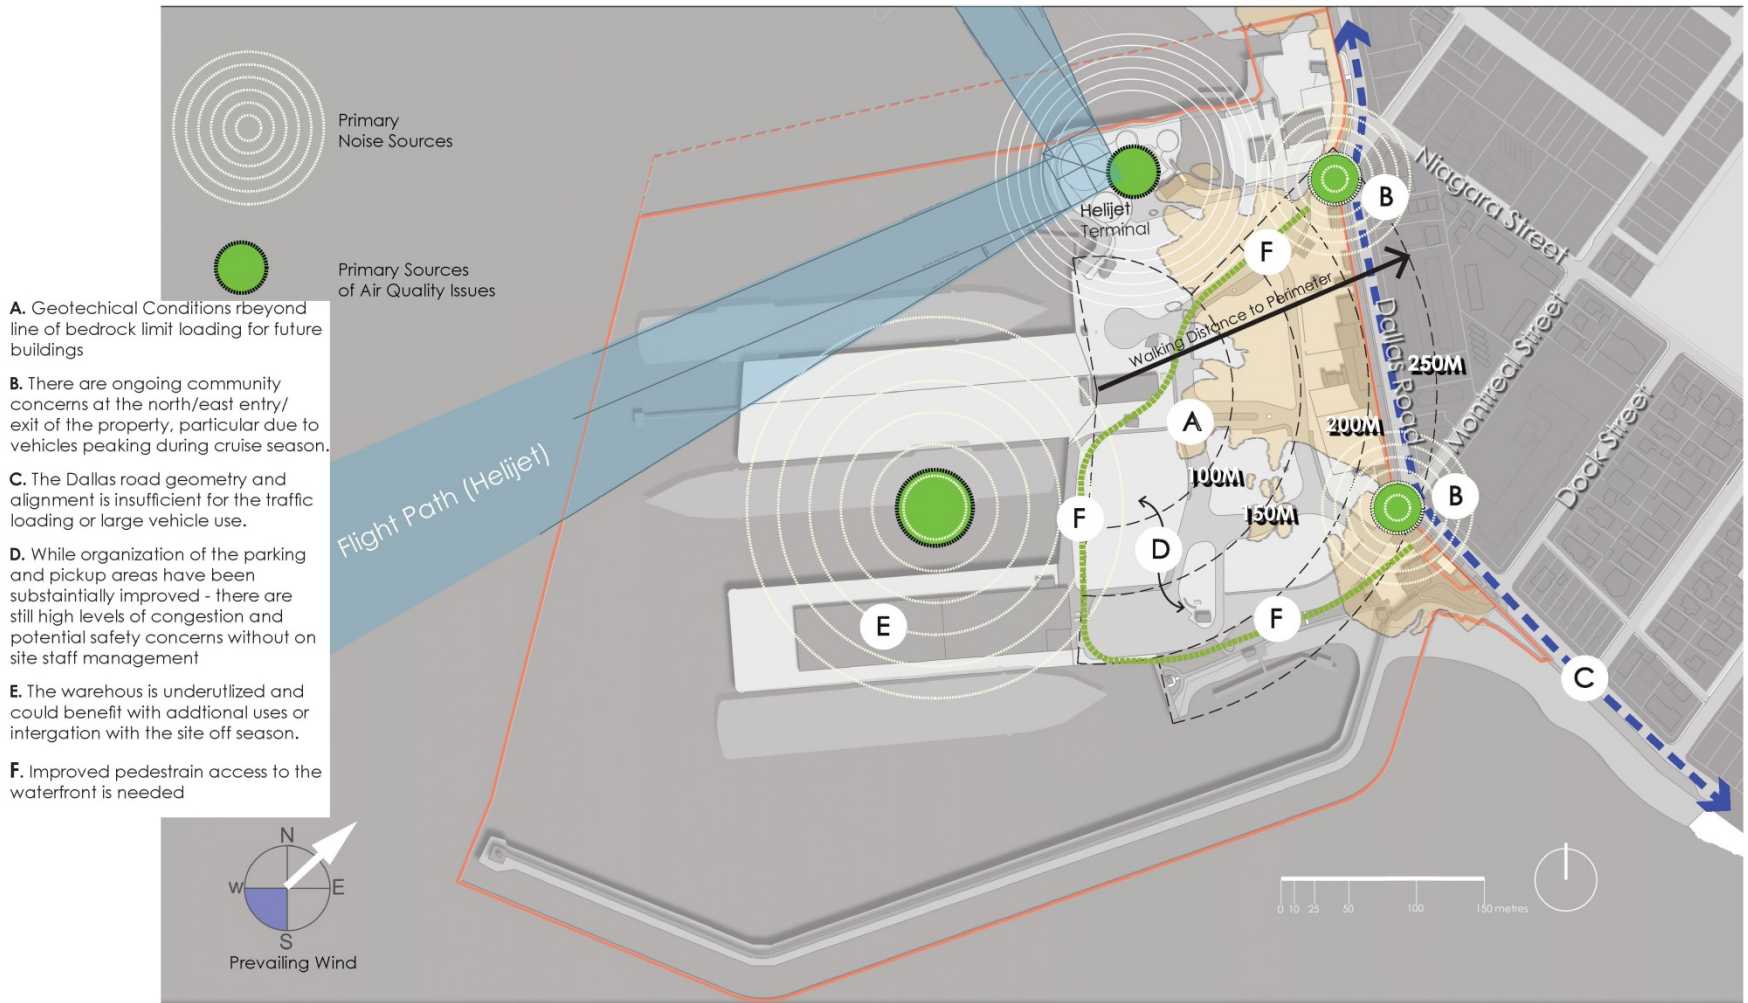 Primary
Noise Sources
Primary Sources
of Air Quality Issues
A. Geotechical Conditions rbeyond
line of bedrock limit loading for future
buildings
B. There are ongoing community
concerns at the north/east entry/
exit of the property, particular due to
vehicles peaking during cruise season.
C. The Dallas road geometry and
alignment is insufficient for the traffic
loading or large vehicle use.
D. While organization of the parking
and pickup areas have been
substaintially improved - there are
still high levels of congestion and
potential safety concerns without on
site staff management
E. The warehous is underutlized and
could benefit with addtional uses or
intergation with the site off season.
F. Improved pedestrain access to the
waterfront is needed
N
W
E
S
Prevailing Wind
Flight Path (Helijet)
Helijet
Terminal
B
F
Walking Distance to Perimeter
Niagara Street
Dallas Road
Montreal Street
Dock Street
250M
200M
A
100M
150M
B
F
D
E
F
C
0 10 25 50 100 150 metres